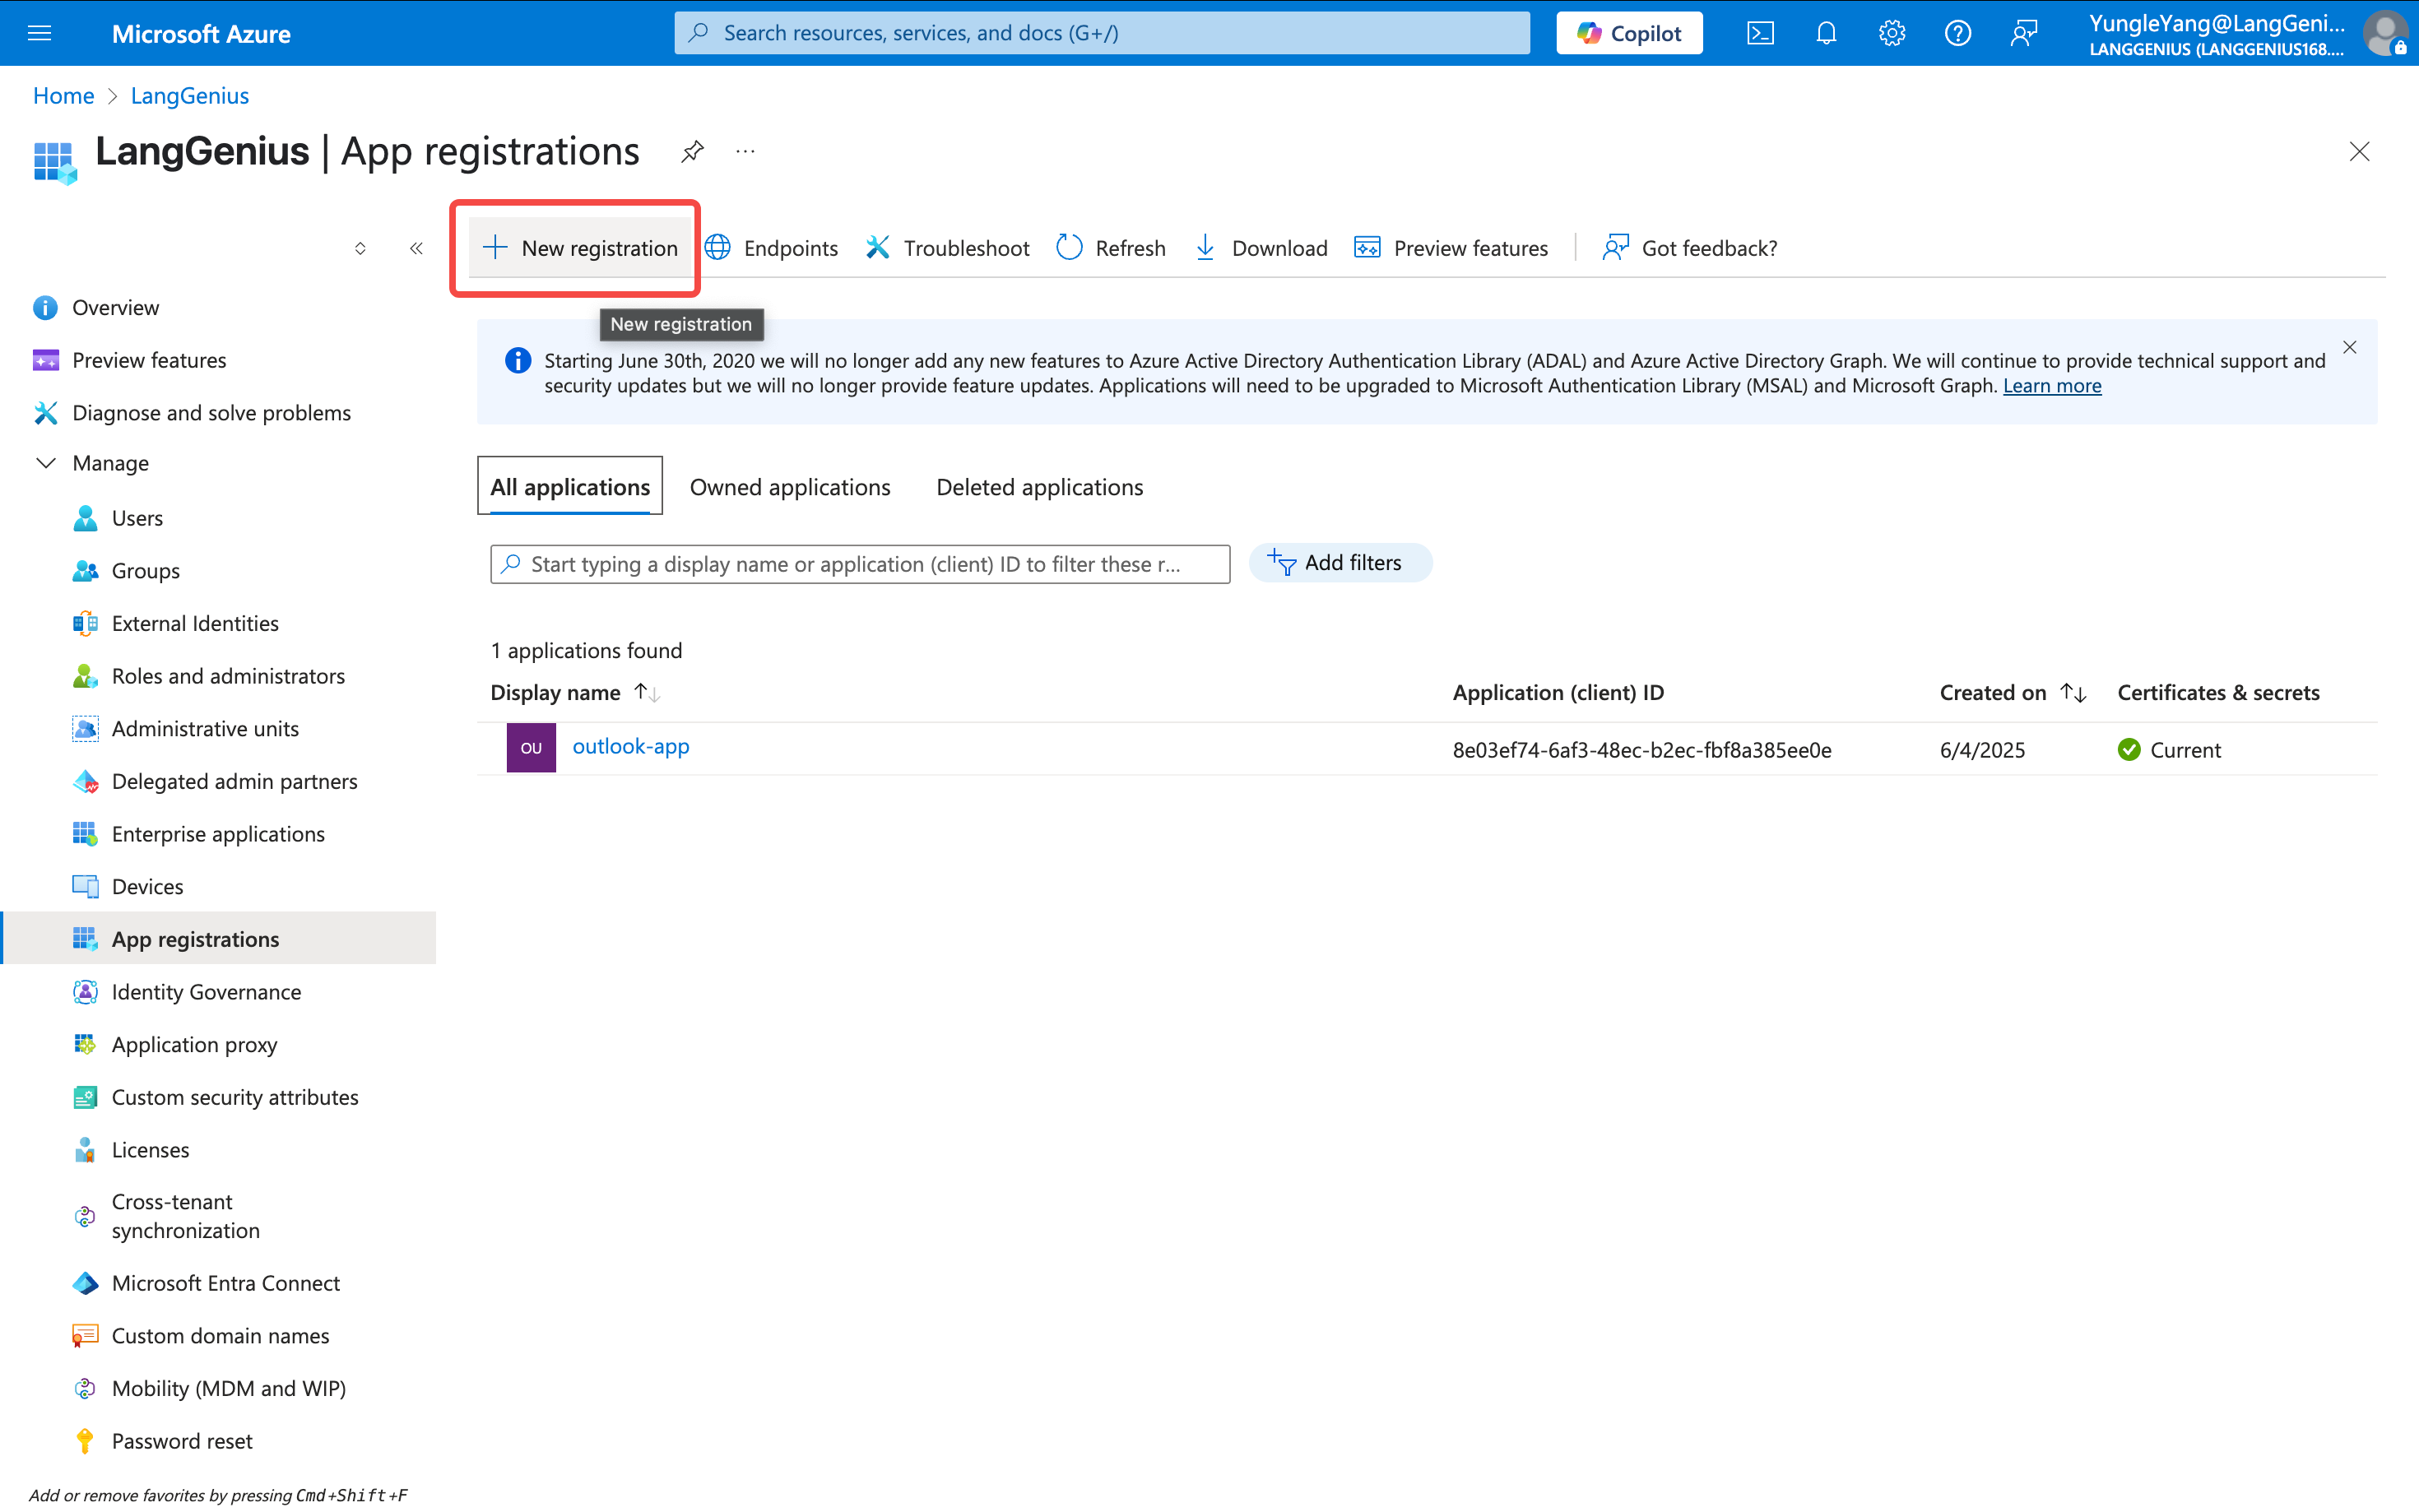 Microsoft Azure
Search resources, services, and docs (G+/)
Copilot
YungleYang@LangGeni...
LANGGENIUS (LANGGENIUS168....
Home > LangGenius
LangGenius | App registrations
New registration
Endpoints
Troubleshoot
Refresh
Download
Preview features
Got feedback?
New registration
Overview
Preview features
Diagnose and solve problems
Manage
Users
Groups
External Identities
Roles and administrators
Administrative units
Delegated admin partners
Enterprise applications
Devices
App registrations
Identity Governance
Application proxy
Custom security attributes
Licenses
Cross-tenant
synchronization
Microsoft Entra Connect
Custom domain names
Mobility (MDM and WIP)
Password reset
Add or remove favorites by pressing Cmd+Shift+F
Starting June 30th, 2020 we will no longer add any new features to Azure Active Directory Authentication Library (ADAL) and Azure Active Directory Graph. We will continue to provide technical support and
security updates but we will no longer provide feature updates. Applications will need to be upgraded to Microsoft Authentication Library (MSAL) and Microsoft Graph. Learn more
All applications
Owned applications
Deleted applications
Start typing a display name or application (client) ID to filter these r...
Add filters
1 applications found
Display name
Application (client) ID
Created on
Certificates & secrets
OU
outlook-app
8e03ef74-6af3-48ec-b2ec-fbf8a385ee0e
6/4/2025
Current